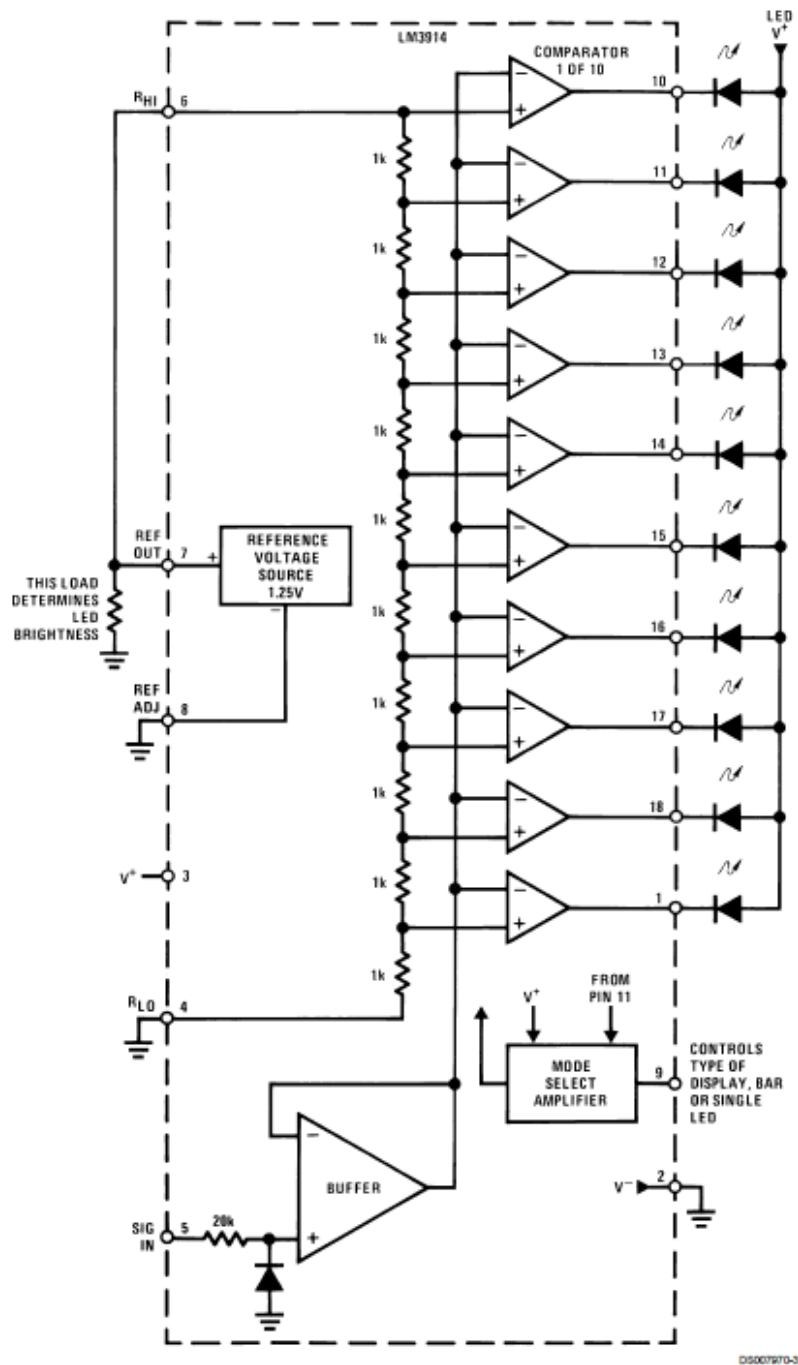 LM3914
LED
V+
COMPARATOR
1 OF 10
RHI
6
−
+
10
1k
−
+
11
1k
−
+
12
1k
−
+
13
1k
−
+
14
1k
−
+
15
REF
OUT
7
+
REFERENCE
VOLTAGE
SOURCE
1.25V
−
THIS LOAD
DETERMINES
LED
BRIGHTNESS
1k
−
+
16
1k
−
+
17
REF
ADJ
8
1k
−
+
18
V+
3
1k
−
+
1
1k
RLO
4
V+
FROM
PIN 11
MODE
SELECT
AMPLIFIER
9
CONTROLS
TYPE OF
DISPLAY, BAR
OR SINGLE
LED
−
BUFFER
+
V−
2
SIG
IN
5
20k
DS007970-3